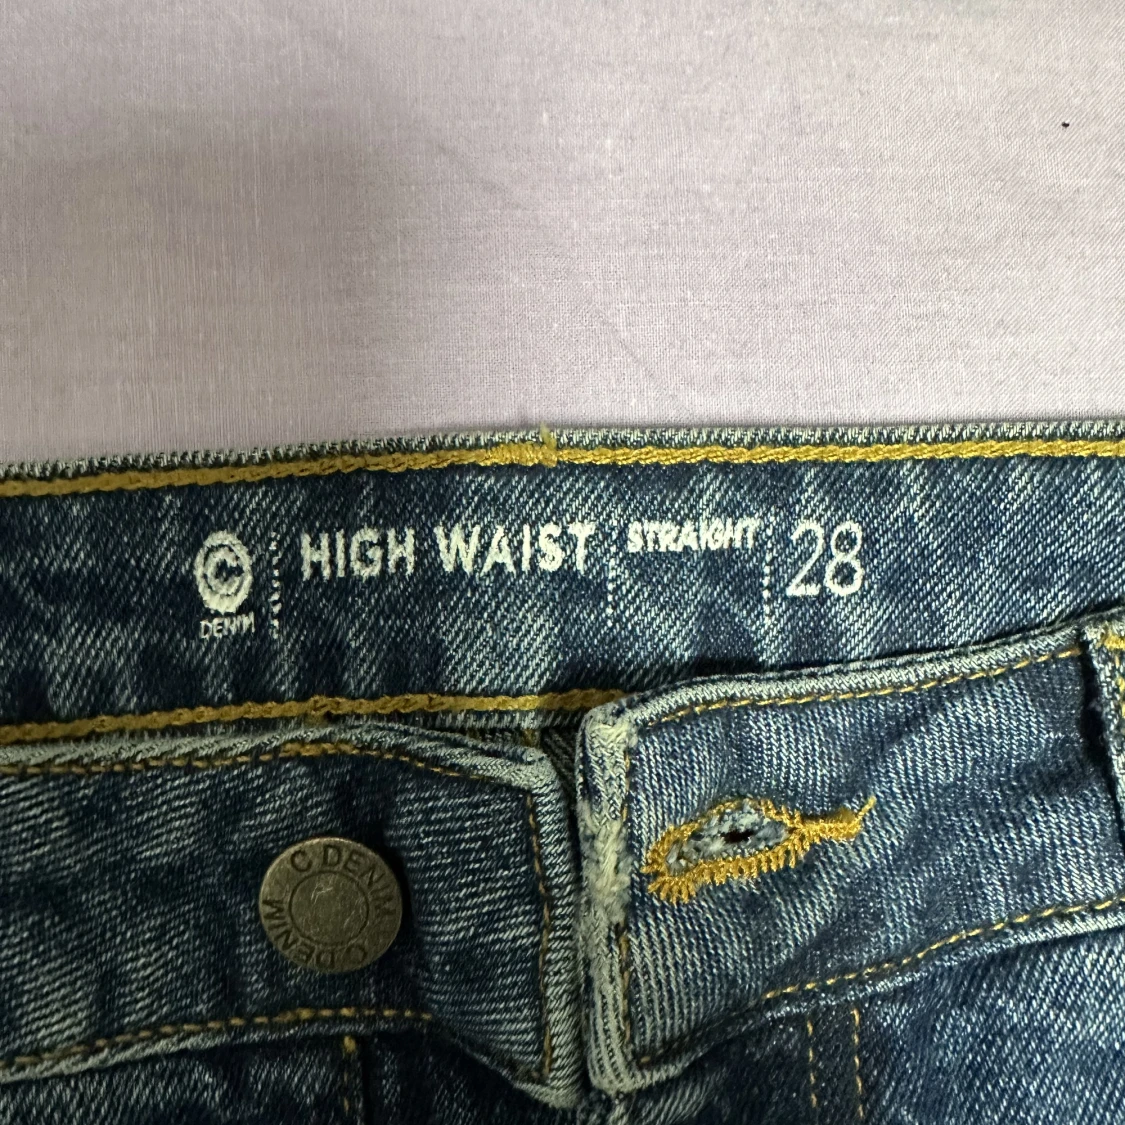 © DENIM HIGH WAIST STRAIGHT 28
C DENIM C DENIM